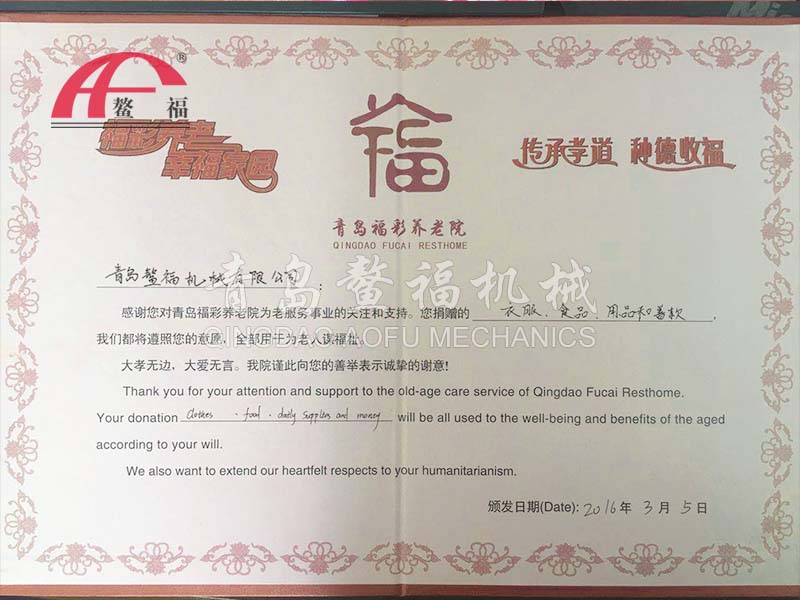 ®
鳌福
福彩养老
幸福家园
福
传承孝道 种德收福
青岛福彩养老院
QINGDAO FUCAI RESTHOME
青岛鳌福机械有限公司:
青岛鳌福机械
感谢您对青岛福彩养老院为老服务事业的关注和支持。您捐赠的 衣服、食品、用品和善款,
我们都将遵照您的意愿,全部用于为老人谋福祉。
QINGDAO AOFU MECHANICS
大孝无边,大爱无言。我院谨此向您的善举表示诚挚的谢意!
Thank you for your attention and support to the old-age care service of Qingdao Fucai Resthome.
Your donation Clothes . food . daily supplies and money will be all used to the well-being and benefits of the aged
according to your will.
We also want to extend our heartfelt respects to your humanitarianism.
颁发日期(Date): 2016年 3月 5日